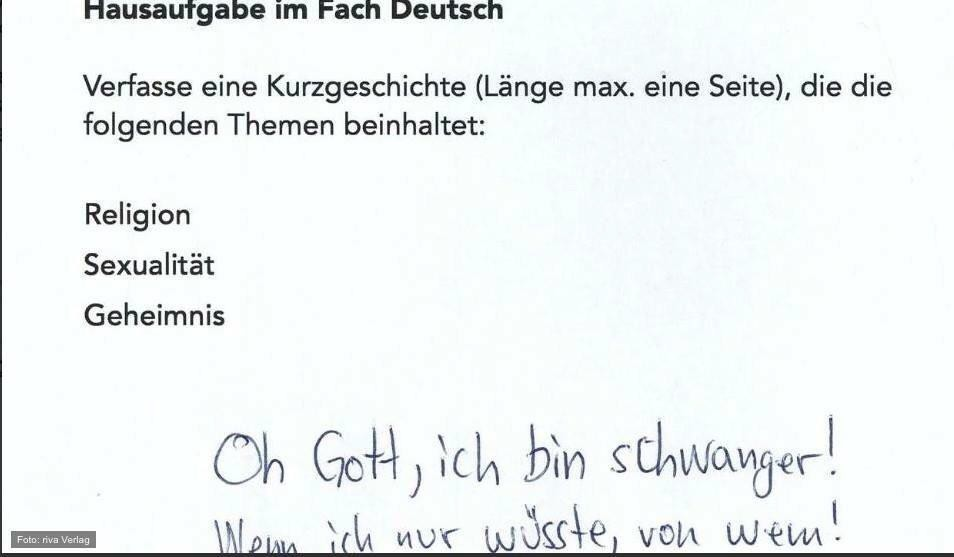 Hausaufgabe im Fach Deutsch
Verfasse eine Kurzgeschichte (Länge max. eine Seite), die die
folgenden Themen beinhaltet:
Religion
Sexualität
Geheimnis
Oh Gott, ich bin schwanger!
Wenn ich nur wüsste, von wem!
Foto: riva Verlag